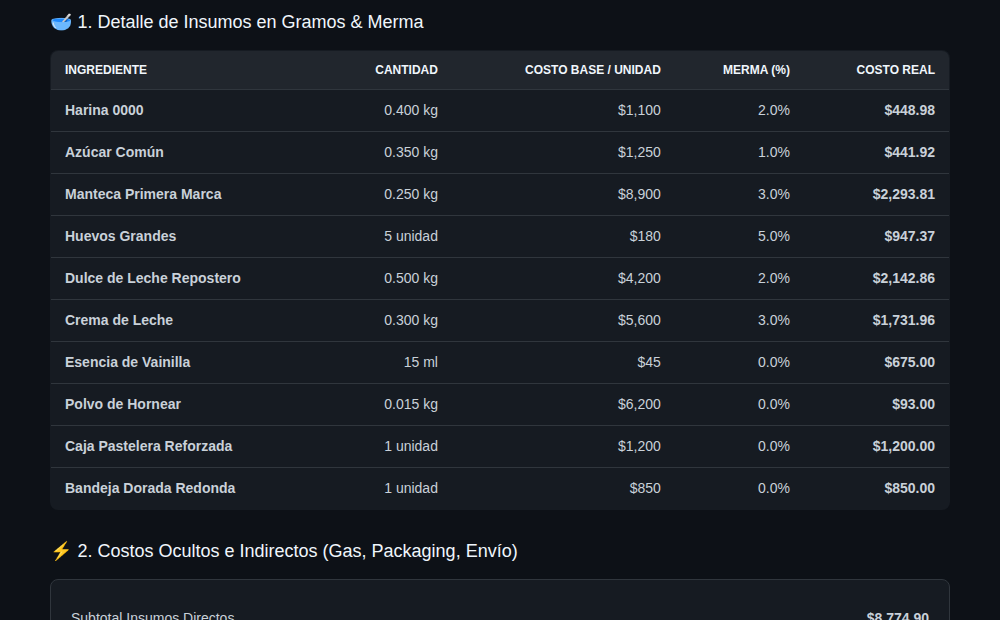 1. Detalle de Insumos en Gramos & Merma
INGREDIENTE CANTIDAD COSTO BASE / UNIDAD MERMA (%) COSTO REAL
Harina 0000 0.400 kg $1,100 2.0% $448.98
Azúcar Común 0.350 kg $1,250 1.0% $441.92
Manteca Primera Marca 0.250 kg $8,900 3.0% $2,293.81
Huevos Grandes 5 unidad $180 5.0% $947.37
Dulce de Leche Repostero 0.500 kg $4,200 2.0% $2,142.86
Crema de Leche 0.300 kg $5,600 3.0% $1,731.96
Esencia de Vainilla 15 ml $45 0.0% $675.00
Polvo de Hornear 0.015 kg $6,200 0.0% $93.00
Caja Pastelera Reforzada 1 unidad $1,200 0.0% $1,200.00
Bandeja Dorada Redonda 1 unidad $850 0.0% $850.00
2. Costos Ocultos e Indirectos (Gas, Packaging, Envío)
Subtotal Insumos Directos $8,774.90